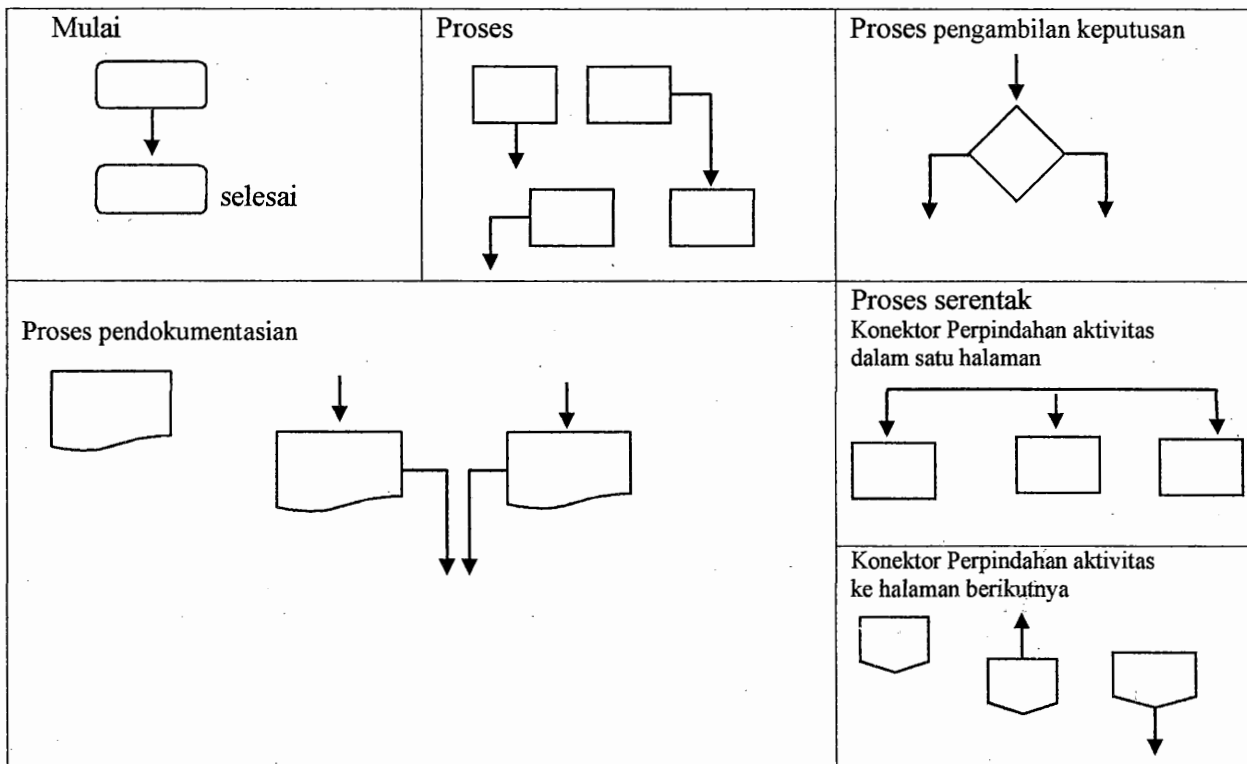 Mulai
selesai
Proses
Proses pengambilan keputusan
Proses pendokumentasian
Proses serentak
Konektor Perpindahan aktivitas
dalam satu halaman
Konektor Perpindahan aktivitas
ke halaman berikutnya